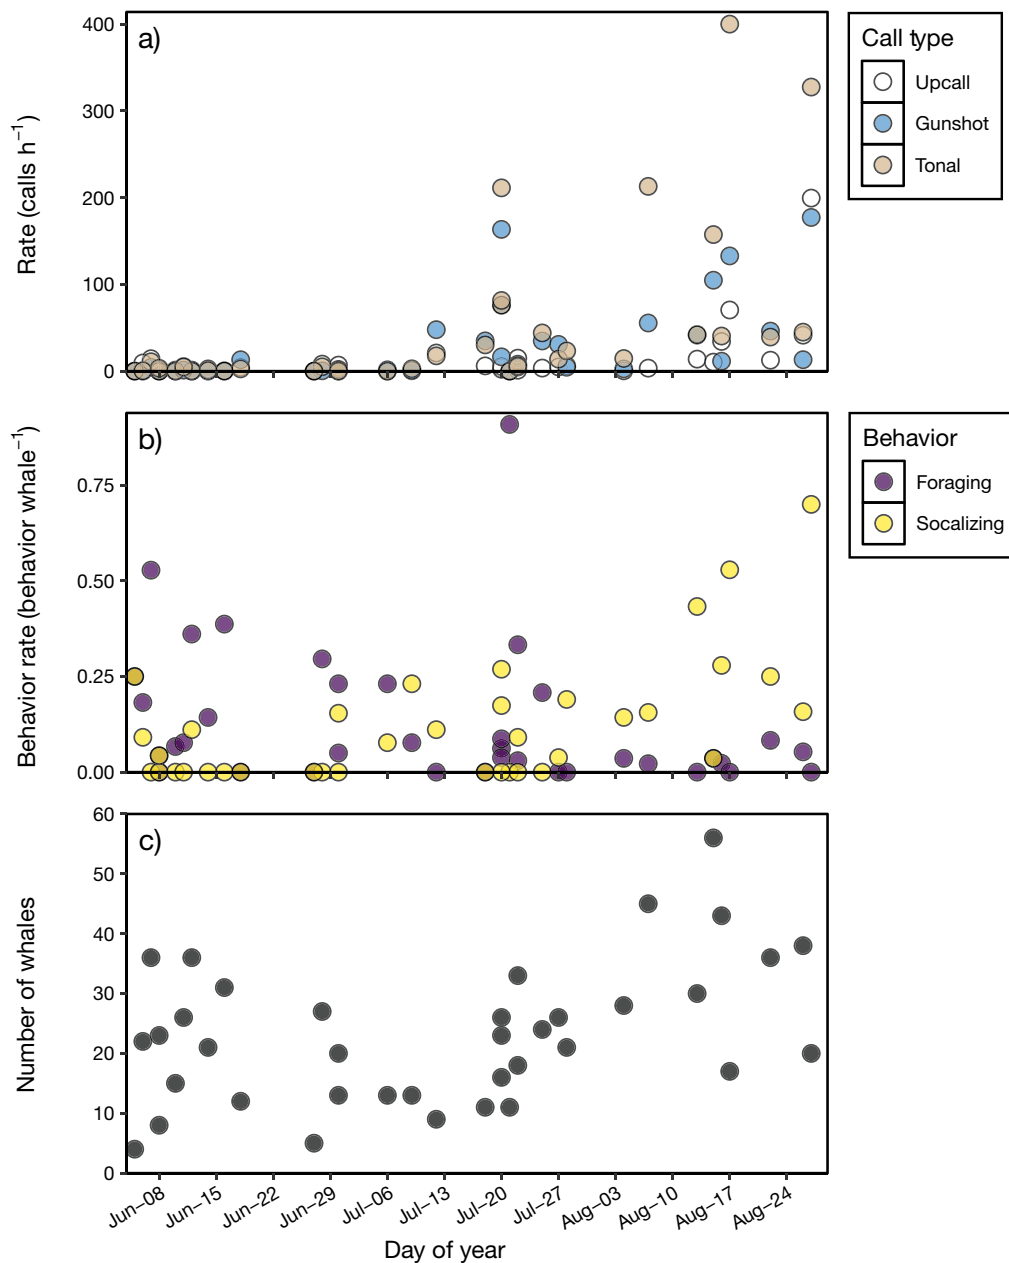 a)
400
300
200
100
0
Rate (calls h⁻¹)
Call type
Upcall
Gunshot
Tonal
b)
0.75
0.50
0.25
0.00
Behavior rate (behavior whale⁻¹)
Behavior
Foraging
Socalizing
c)
60
50
40
30
20
10
0
Number of whales
Jun–08
Jun–15
Jun–22
Jun–29
Jul–06
Jul–13
Jul–20
Jul–27
Aug–03
Aug–10
Aug–17
Aug–24
Day of year